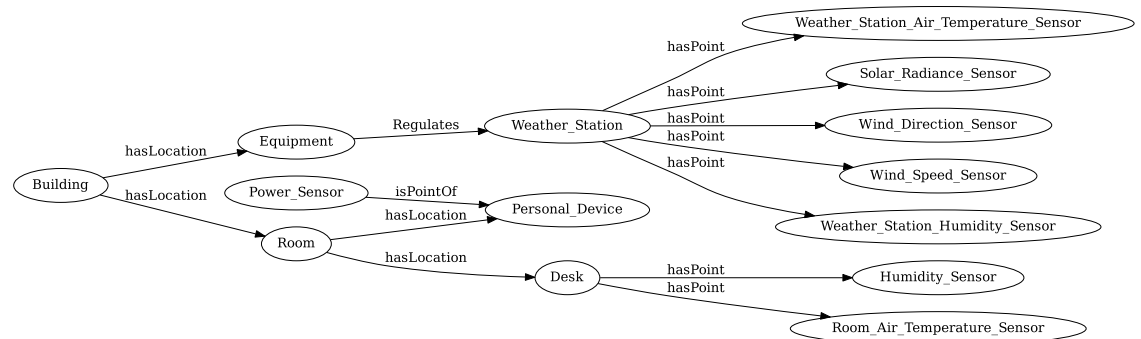 Weather_Station_Air_Temperature_Sensor
hasPoint
Solar_Radiance_Sensor
hasPoint
Regulates
Weather_Station
hasPoint
Wind_Direction_Sensor
Equipment
hasPoint
hasLocation
hasPoint
Wind_Speed_Sensor
Building
Power_Sensor
isPointOf
hasLocation
Personal_Device
hasLocation
Weather_Station_Humidity_Sensor
Room
hasLocation
Desk
hasPoint
Humidity_Sensor
hasPoint
Room_Air_Temperature_Sensor